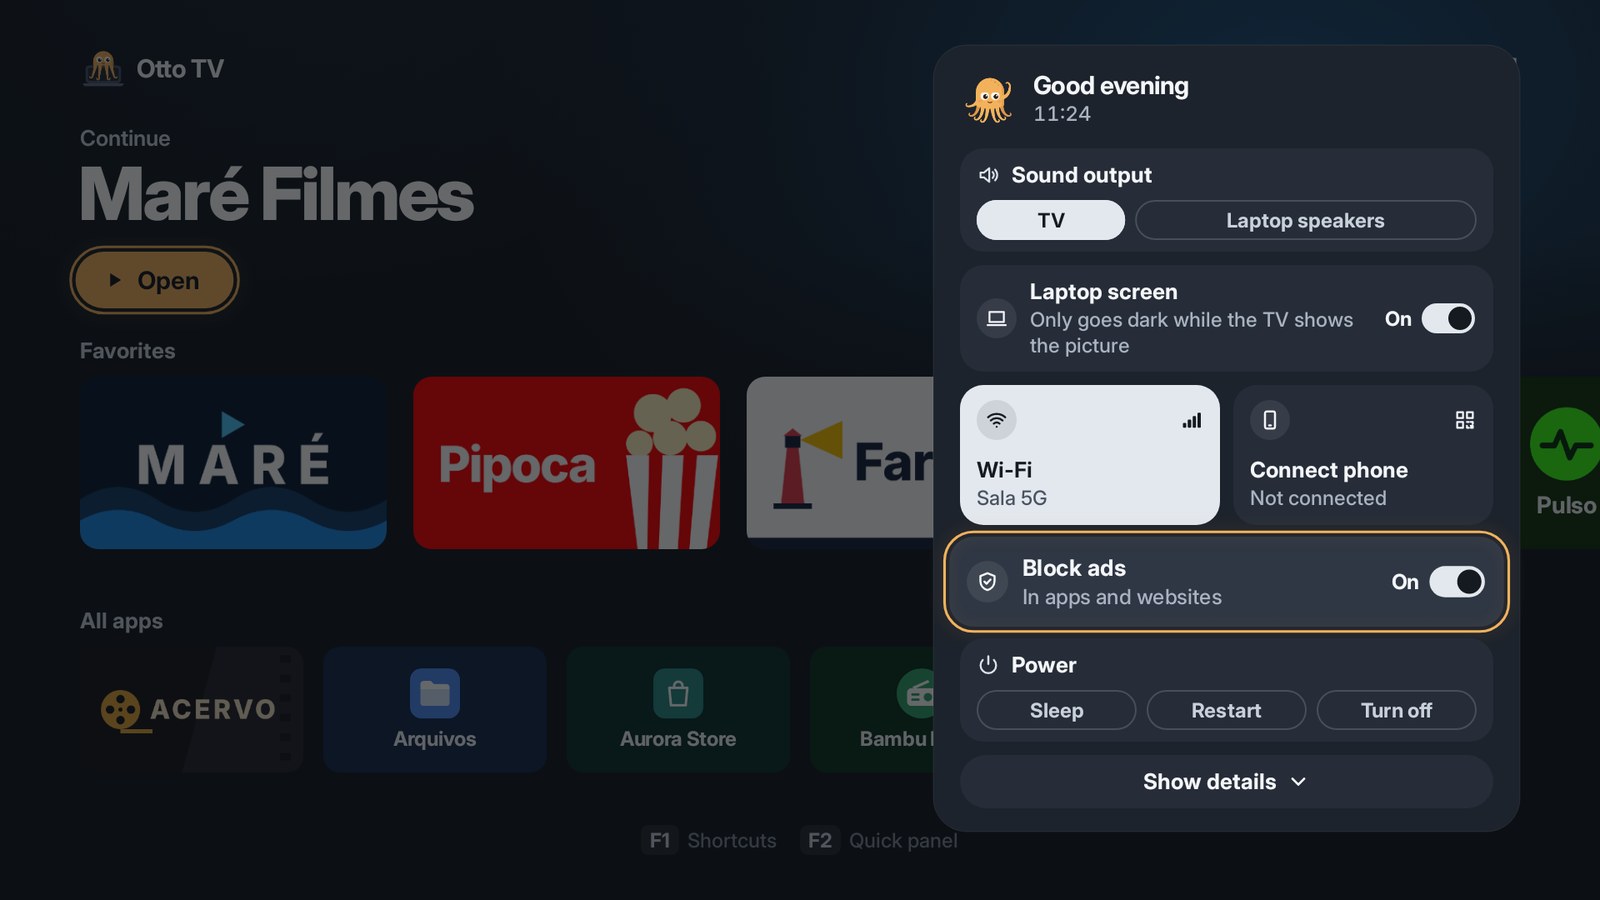 Otto TV
Continue
Maré Filmes
Open
Favorites
MARÉ
Pipoca
Far
Pulso
All apps
ACERVO
Arquivos
Aurora Store
Bambu
F1 Shortcuts F2 Quick panel
Good evening
11:24
Sound output
TV Laptop speakers
Laptop screen
Only goes dark while the TV shows
the picture
On
Wi-Fi
Sala 5G
Connect phone
Not connected
Block ads
In apps and websites
On
Power
Sleep Restart Turn off
Show details